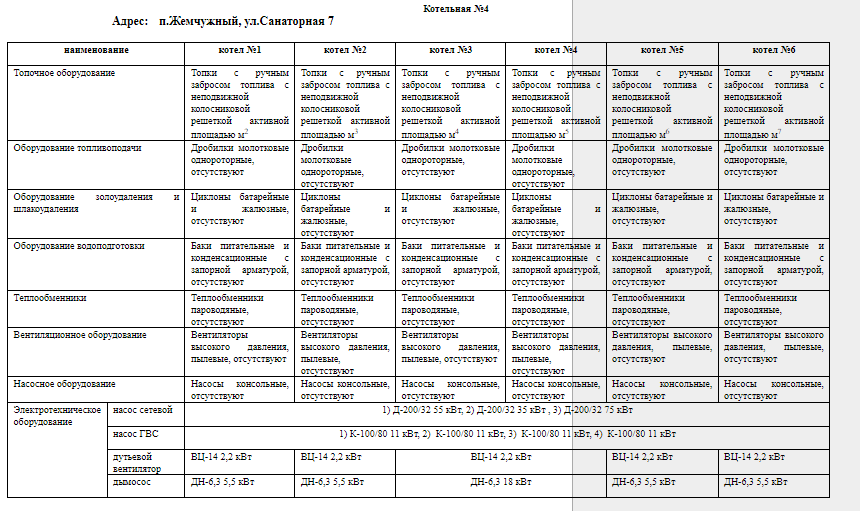 Котельная №4
Адрес: п.Жемчужный, ул.Санаторная 7
наименование котел №1 котел №2 котел №3 котел №4 котел №5 котел №6
Топочное оборудование
Топки с ручным
забросом топлива с
неподвижной
колосниковой
решеткой активной
площадью м2
Топки с ручным
забросом топлива с
неподвижной
колосниковой
решеткой активной
площадью м3
Топки с ручным
забросом топлива с
неподвижной
колосниковой
решеткой активной
площадью м4
Топки с ручным
забросом топлива с
неподвижной
колосниковой
решеткой активной
площадью м5
Топки с ручным
забросом топлива с
неподвижной
колосниковой
решеткой активной
площадью м6
Топки с ручным
забросом топлива с
неподвижной
колосниковой
решеткой активной
площадью м7
Оборудование топливоподачи
Дробилки молотковые
однороторные,
отсутствуют
Дробилки
молотковые
однороторные,
отсутствуют
Дробилки молотковые
однороторные,
отсутствуют
Дробилки
молотковые
однороторные,
отсутствуют
Дробилки молотковые
однороторные,
отсутствуют
Дробилки молотковые
однороторные,
отсутствуют
Оборудование золоудаления и
шлакоудаления
Циклоны батарейные
и жалюзные,
отсутствуют
Циклоны
батарейные и
жалюзные,
отсутствуют
Циклоны батарейные
и жалюзные,
отсутствуют
Циклоны
батарейные и
жалюзные,
отсутствуют
Циклоны батарейные и
жалюзные,
отсутствуют
Циклоны батарейные и
жалюзные,
отсутствуют
Оборудование водоподготовки
Баки питательные и
конденсационные с
запорной арматурой,
отсутствуют
Баки питательные и
конденсационные с
запорной арматурой,
отсутствуют
Баки питательные и
конденсационные с
запорной арматурой,
отсутствуют
Баки питательные и
конденсационные с
запорной арматурой,
отсутствуют
Баки питательные и
конденсационные с
запорной арматурой,
отсутствуют
Баки питательные и
конденсационные с
запорной арматурой,
отсутствуют
Теплообменники
Теплообменники
пароводяные,
отсутствуют
Теплообменники
пароводяные,
отсутствуют
Теплообменники
пароводяные,
отсутствуют
Теплообменники
пароводяные,
отсутствуют
Теплообменники
пароводяные,
отсутствуют
Теплообменники
пароводяные,
отсутствуют
Вентиляционное оборудование
Вентиляторы
высокого давления,
пылевые, отсутствуют
Вентиляторы
высокого давления,
пылевые,
отсутствуют
Вентиляторы
высокого давления,
пылевые, отсутствуют
Вентиляторы
высокого давления,
пылевые,
отсутствуют
Вентиляторы высокого
давления, пылевые,
отсутствуют
Вентиляторы высокого
давления, пылевые,
отсутствуют
Насосное оборудование
Насосы консольные,
отсутствуют
Насосы консольные,
отсутствуют
Насосы консольные,
отсутствуют
Насосы консольные,
отсутствуют
Насосы консольные,
отсутствуют
Насосы консольные,
отсутствуют
Электротехническое
оборудование
насос сетевой 1) Д-200/32 55 кВт, 2) Д-200/32 35 кВт , 3) Д-200/32 75 кВт
насос ГВС 1) К-100/80 11 кВт, 2) К-100/80 11 кВт, 3) К-100/80 11 кВт, 4) К-100/80 11 кВт
дутьевой
вентилятор
ВЦ-14 2,2 кВт ВЦ-14 2,2 кВт ВЦ-14 2,2 кВт ВЦ-14 2,2 кВт ВЦ-14 2,2 кВт
дымосос ДН-6,3 5,5 кВт ДН-6,3 5,5 кВт ДН-6,3 18 кВт ДН-6,3 5,5 кВт ДН-6,3 5,5 кВт